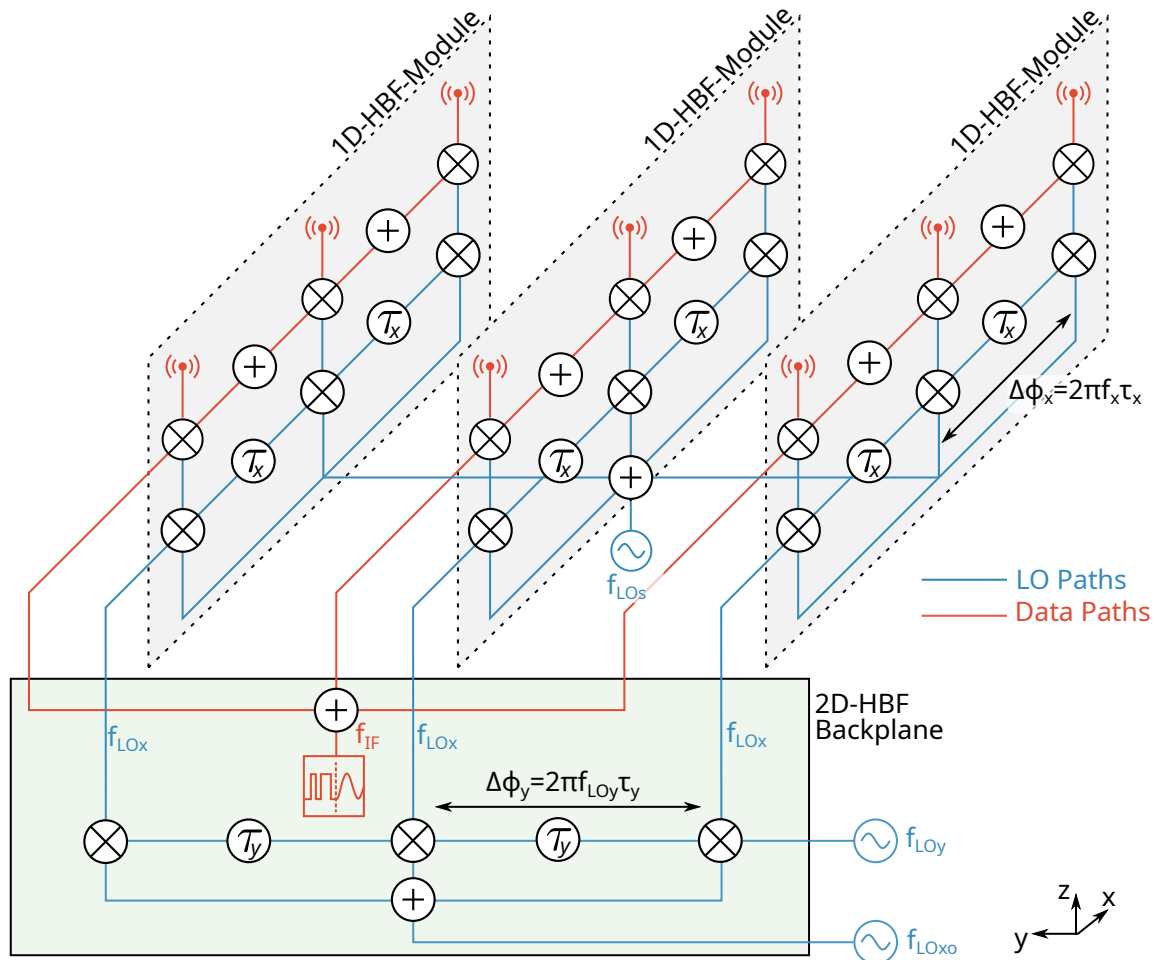 1D-HBF-Module
1D-HBF-Module
1D-HBF-Module
τx
τx
τx
Δϕx=2πfxτx
τx
τx
τx
fLOs
LO Paths
Data Paths
2D-HBF
Backplane
fLOx
fIF
fLOx
fLOx
Δϕy=2πfLOyτy
τy
τy
fLOy
fLOxo
z
x
y